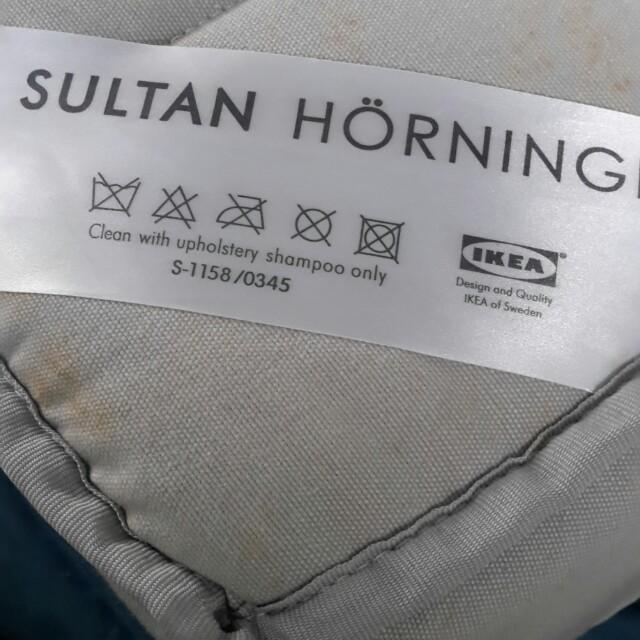 SULTAN HÖRNING
Clean with upholstery shampoo only
S-1158/0345
IKEA
Design and Quality
IKEA of Sweden